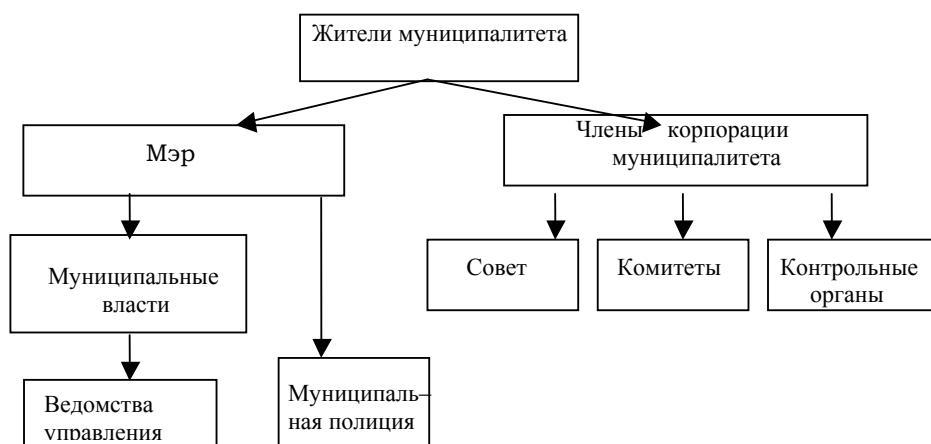 Жители муниципалитета
Мэр
Члены корпорации
муниципалитета
Муниципальные
власти
Совет
Комитеты
Контрольные
органы
Ведомства
управления
Муниципаль–
ная полиция